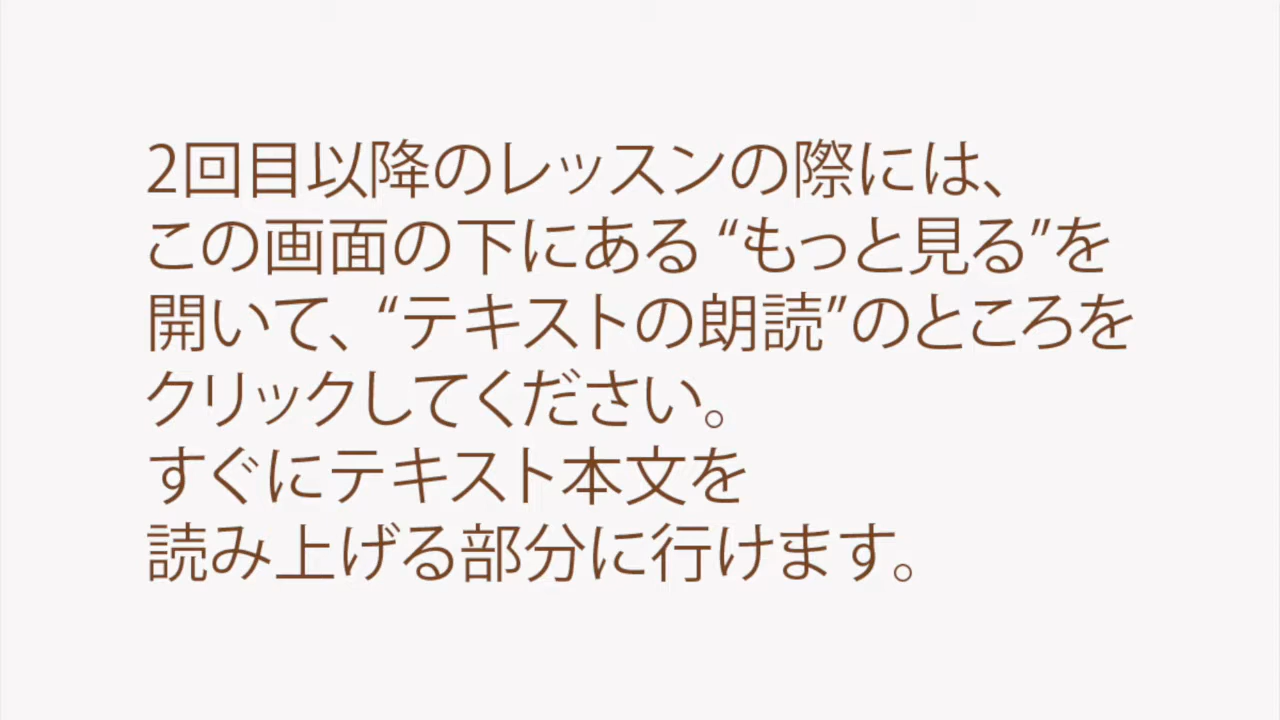 2回目以降のレッスンの際には、
この画面の下にある “もっと見る”を
開いて、“テキストの朗読”のところを
クリックしてください。
すぐにテキスト本文を
読み上げる部分に行けます。